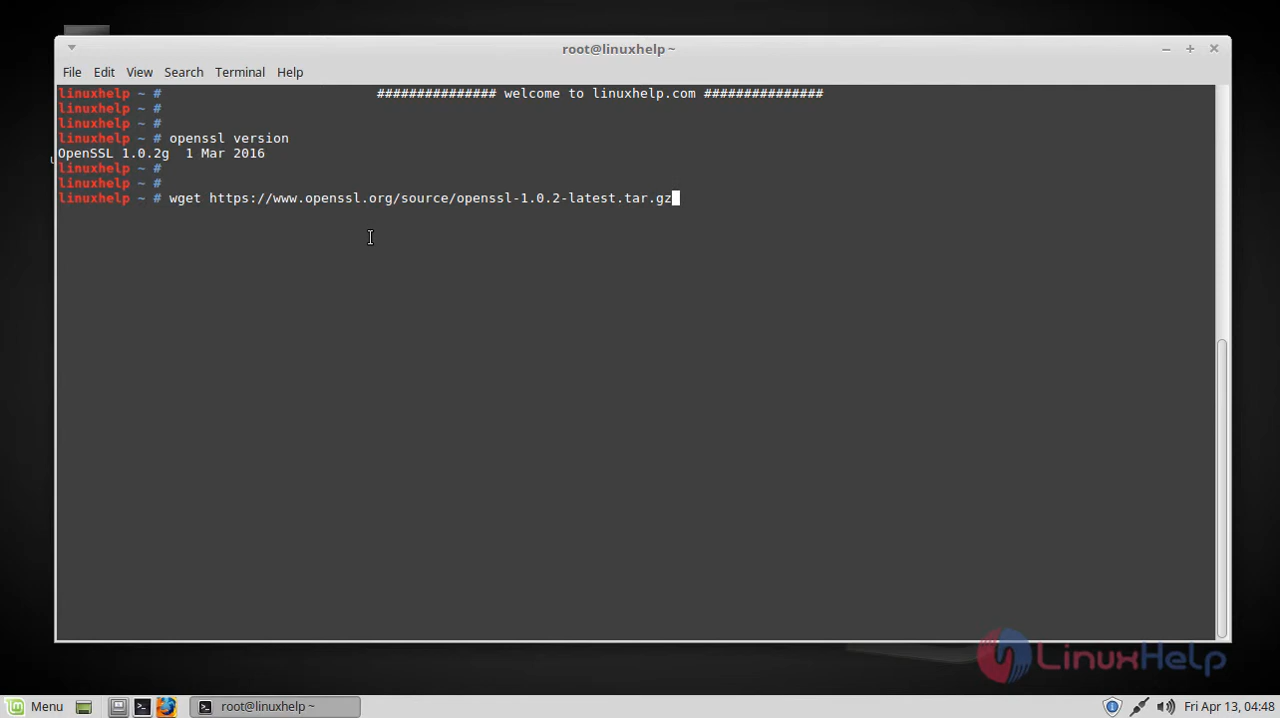 root@linuxhelp ~
File Edit View Search Terminal Help
linuxhelp ~ # ############### welcome to linuxhelp.com ###############
linuxhelp ~ #
linuxhelp ~ #
linuxhelp ~ # openssl version
OpenSSL 1.0.2g  1 Mar 2016
linuxhelp ~ #
linuxhelp ~ #
linuxhelp ~ # wget https://www.openssl.org/source/openssl-1.0.2-latest.tar.gz
LinuxHelp
Menu root@linuxhelp ~ Fri Apr 13, 04:48